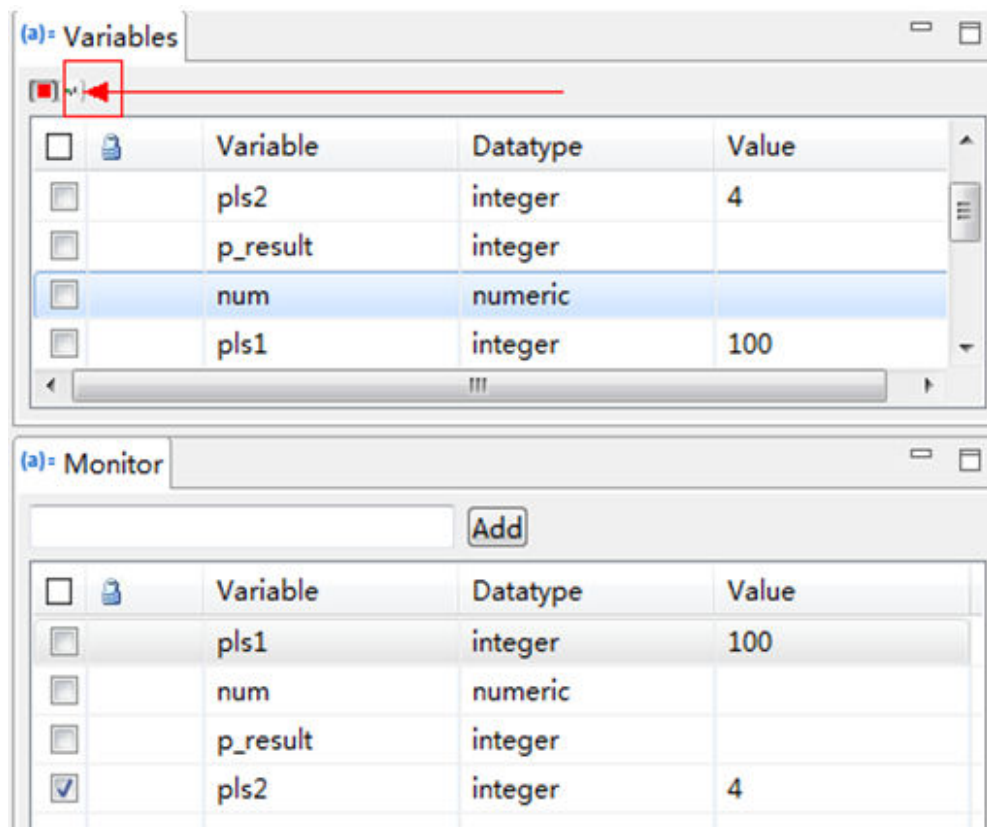 (a)= Variables
Variable Datatype Value
pls2 integer 4
p_result integer
num numeric
pls1 integer 100
(a)= Monitor
Add
Variable Datatype Value
pls1 integer 100
num numeric
p_result integer
pls2 integer 4